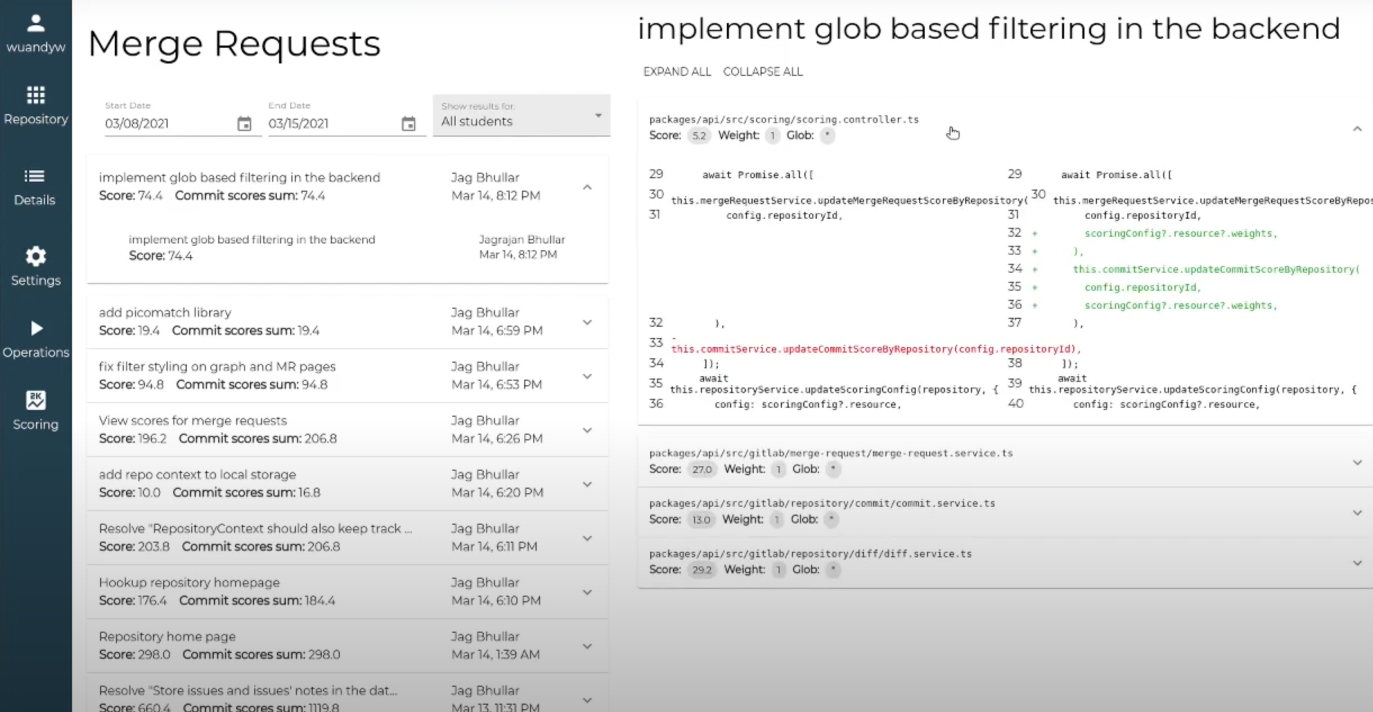 wuandyw
Repository
Details
Settings
Operations
2K
Scoring
Merge Requests
Start Date
03/08/2021
End Date
03/15/2021
Show results for:
All students
implement glob based filtering in the backend
Jag Bhullar
Score: 74.4 Commit scores sum: 74.4
Mar 14, 8:12 PM
implement glob based filtering in the backend
Jagrajan Bhullar
Score: 74.4
Mar 14, 8:12 PM
add picomatch library
Jag Bhullar
Score: 19.4 Commit scores sum: 19.4
Mar 14, 6:59 PM
fix filter styling on graph and MR pages
Jag Bhullar
Score: 94.8 Commit scores sum: 94.8
Mar 14, 6:53 PM
View scores for merge requests
Jag Bhullar
Score: 196.2 Commit scores sum: 206.8
Mar 14, 6:26 PM
add repo context to local storage
Jag Bhullar
Score: 10.0 Commit scores sum: 16.8
Mar 14, 6:20 PM
Resolve "RepositoryContext should also keep track ...
Jag Bhullar
Score: 203.8 Commit scores sum: 206.8
Mar 14, 6:11 PM
Hookup repository homepage
Jag Bhullar
Score: 176.4 Commit scores sum: 184.4
Mar 14, 6:10 PM
Repository home page
Jag Bhullar
Score: 298.0 Commit scores sum: 298.0
Mar 14, 1:39 AM
Resolve "Store issues and issues' notes in the dat...
Jag Bhullar
Score: 660.4 Commit scores sum: 1119.8
Mar 13, 11:31 PM
implement glob based filtering in the backend
EXPAND ALL COLLAPSE ALL
packages/api/src/scoring/scoring.controller.ts
Score: 5.2 Weight: 1 Glob: *
29 await Promise.all([
30 this.mergeRequestService.updateMergeRequestScoreByRepository(
31 config.repositoryId,
32 ),
33 - this.commitService.updateCommitScoreByRepository(config.repositoryId),
34 ]);
35 await
this.repositoryService.updateScoringConfig(repository, {
36 config: scoringConfig?.resource,
29 await Promise.all([
30 this.mergeRequestService.updateMergeRequestScoreByRepos
31 config.repositoryId,
32 + scoringConfig?.resource?.weights,
33 + ),
34 + this.commitService.updateCommitScoreByRepository(
35 + config.repositoryId,
36 + scoringConfig?.resource?.weights,
37 ),
38 ]);
39 await
this.repositoryService.updateScoringConfig(repository, {
40 config: scoringConfig?.resource,
packages/api/src/gitlab/merge-request/merge-request.service.ts
Score: 27.0 Weight: 1 Glob: *
packages/api/src/gitlab/repository/commit/commit.service.ts
Score: 13.0 Weight: 1 Glob: *
packages/api/src/gitlab/repository/diff/diff.service.ts
Score: 29.2 Weight: 1 Glob: *